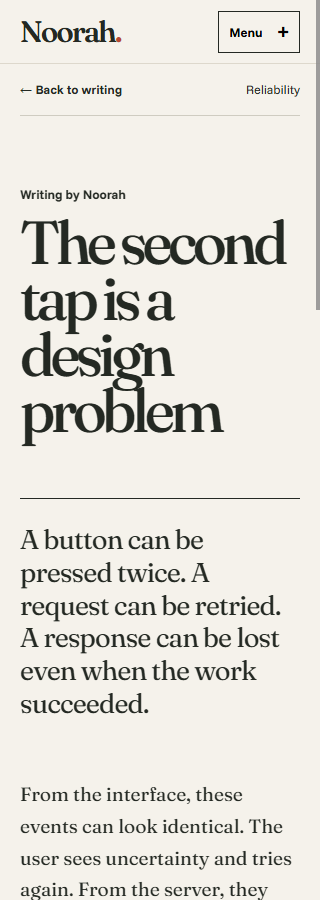 Noorah.
Menu +
← Back to writing
Reliability
Writing by Noorah
The second
tap is a
design
problem
A button can be
pressed twice. A
request can be retried.
A response can be lost
even when the work
succeeded.
From the interface, these
events can look identical. The
user sees uncertainty and tries
again. From the server, they